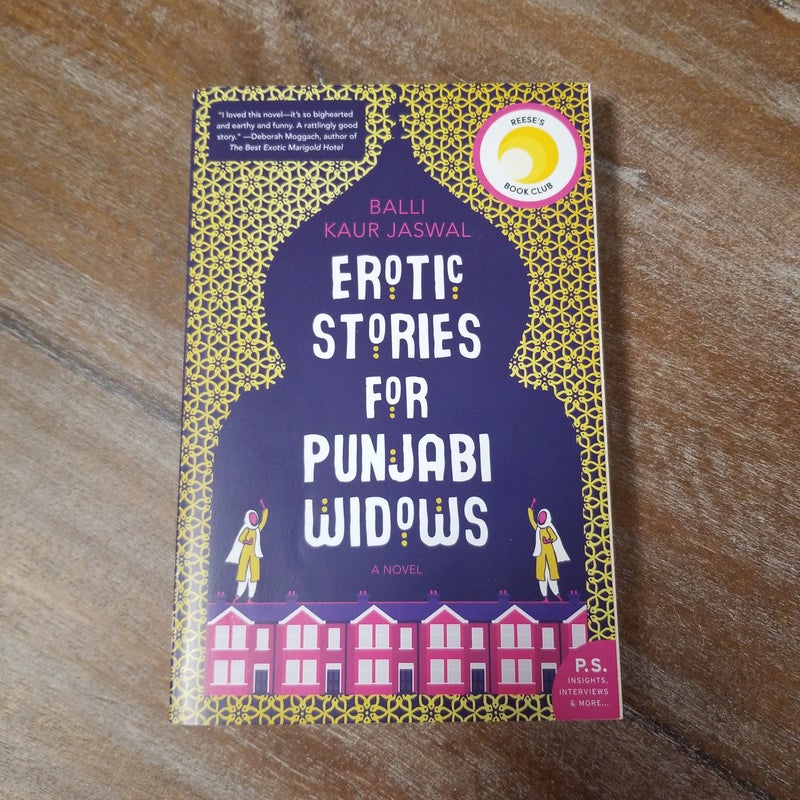 "I loved this novel—it's so bighearted
and earthy and funny. A rattlingly good
story." —Deborah Moggach, author of
The Best Exotic Marigold Hotel
REESE'S
BOOK CLUB
BALLI
KAUR JASWAL
EROTIC
STORIES
FOR
PUNJABI
WIDOWS
A NOVEL
P.S.
INSIGHTS,
INTERVIEWS
& MORE...